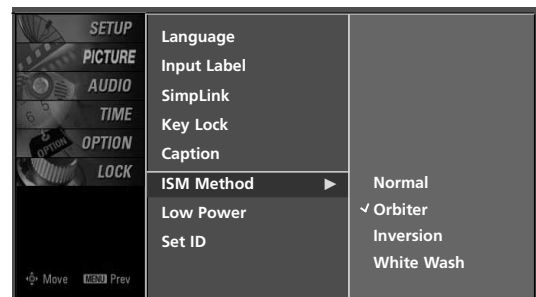 SETUP
PICTURE
AUDIO
TIME
OPTION
LOCK
Move MENU Prev
Language
Input Label
SimpLink
Key Lock
Caption
ISM Method ▶
Low Power
Set ID
Normal
✓ Orbiter
Inversion
White Wash